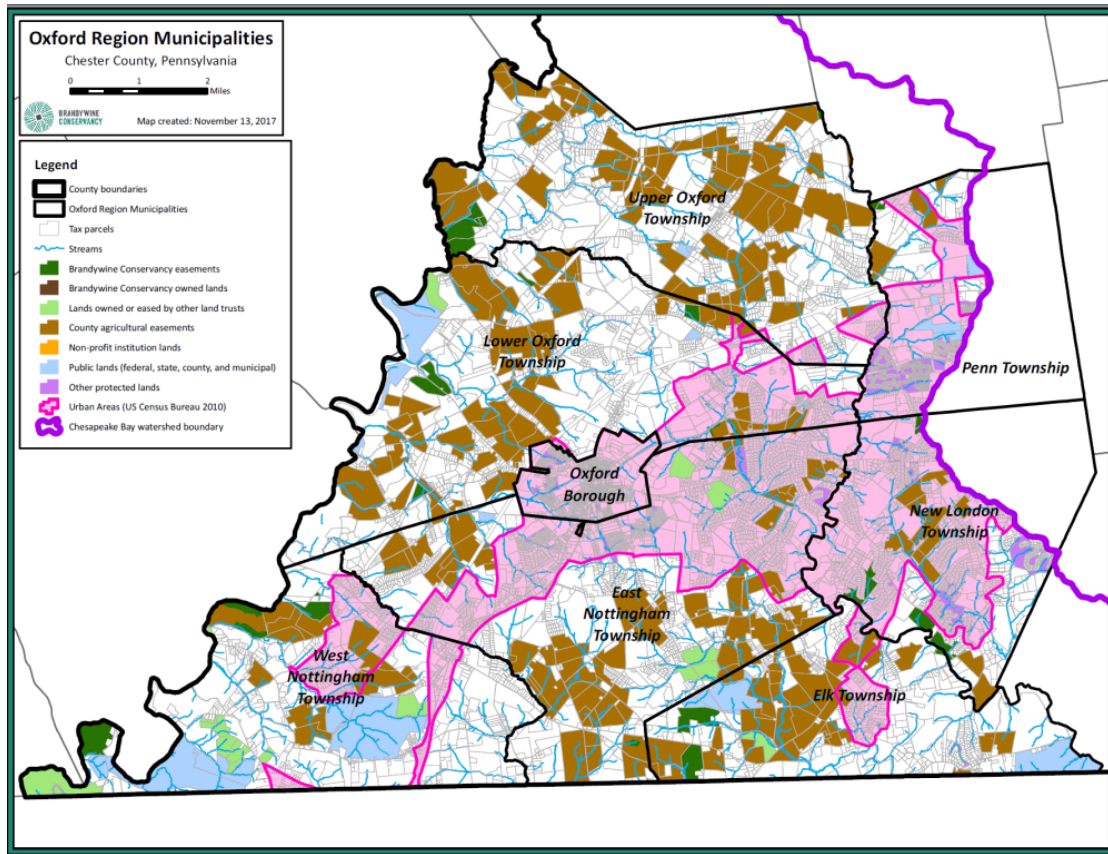 Oxford Region Municipalities
Chester County, Pennsylvania
0 1 2
Miles
BRANDYWINE
CONSERVANCY
Map created: November 13, 2017
Legend
County boundaries
Oxford Region Municipalities
Tax parcels
Streams
Brandywine Conservancy easements
Brandywine Conservancy owned lands
Lands owned or eased by other land trusts
County agricultural easements
Non-profit institution lands
Public lands (federal, state, county, and municipal)
Other protected lands
Urban Areas (US Census Bureau 2010)
Chesapeake Bay watershed boundary
Upper Oxford
Township
Lower Oxford
Township
Penn Township
Oxford
Borough
New London
Township
East
Nottingham
Township
West
Nottingham
Township
Elk Township